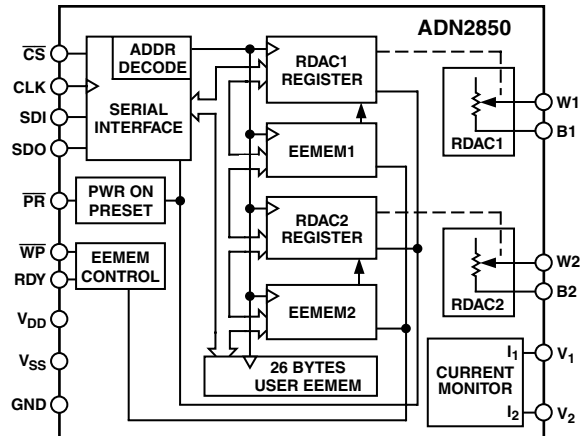 ADN2850
CS
CLK
SDI
SDO
PR
WP
RDY
VDD
VSS
GND
ADDR
DECODE
SERIAL
INTERFACE
PWR ON
PRESET
EEMEM
CONTROL
RDAC1
REGISTER
EEMEM1
RDAC2
REGISTER
EEMEM2
26 BYTES
USER EEMEM
RDAC1
W1
B1
RDAC2
W2
B2
I1
CURRENT
MONITOR
I2
V1
V2